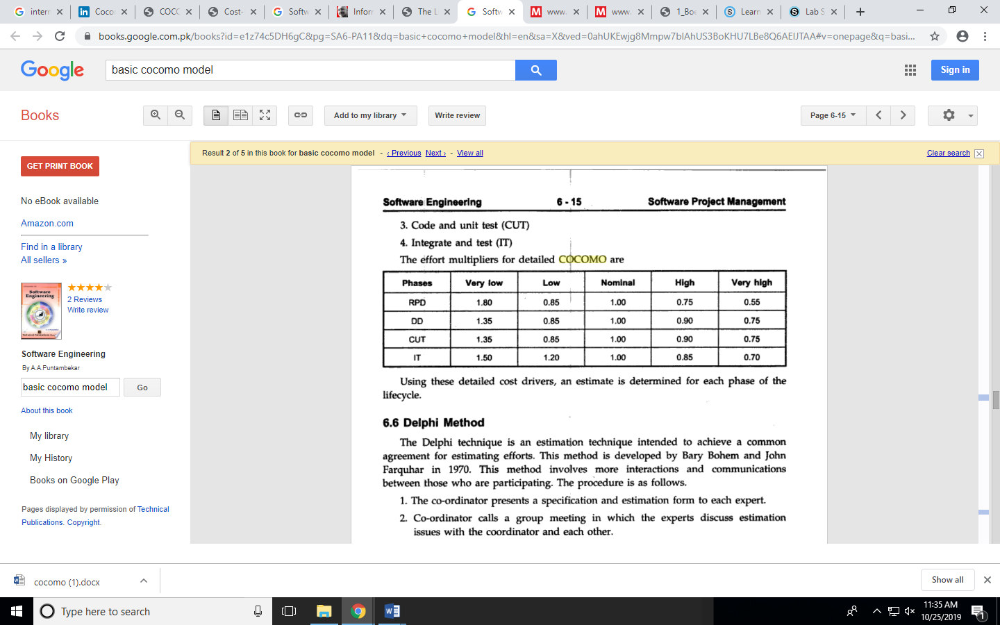 interr
Coco
COCC
Cost-
Softw
Inforr
The L
Softw
www.
www.
1_Boe
Learn
Lab S
books.google.com.pk/books?id=e1z74c5DH6gC&pg=SA6-PA11&dq=basic+cocomo+model&hl=en&sa=X&ved=0ahUKEwjg8Mmpw7blAhUS3BoKHU7LBe8Q6AEIJTAA#v=onepage&q=basi...
Google
basic cocomo model
Sign in
Books
Add to my library
Write review
Page 6-15
Result 2 of 5 in this book for basic cocomo model - ‹ Previous Next › - View all
Clear search
GET PRINT BOOK
No eBook available
Amazon.com
Find in a library
All sellers »
Software Engineering
2 Reviews
Write review
Software Engineering
By A.A.Puntambekar
basic cocomo model
Go
About this book
My library
My History
Books on Google Play
Pages displayed by permission of Technical
Publications. Copyright.
Software Engineering 6 - 15 Software Project Management
3. Code and unit test (CUT)
4. Integrate and test (IT)
The effort multipliers for detailed COCOMO are
Phases Very low Low Nominal High Very high
RPD 1.80 0.85 1.00 0.75 0.55
DD 1.35 0.85 1.00 0.90 0.75
CUT 1.35 0.85 1.00 0.90 0.75
IT 1.50 1.20 1.00 0.85 0.70
Using these detailed cost drivers, an estimate is determined for each phase of the
lifecycle.
6.6 Delphi Method
The Delphi technique is an estimation technique intended to achieve a common
agreement for estimating efforts. This method is developed by Bary Bohem and John
Farquhar in 1970. This method involves more interactions and communications
between those who are participating. The procedure is as follows.
1. The co-ordinator presents a specification and estimation form to each expert.
2. Co-ordinator calls a group meeting in which the experts discuss estimation
issues with the coordinator and each other.
cocomo (1).docx
Show all
Type here to search
11:35 AM
10/25/2019
1